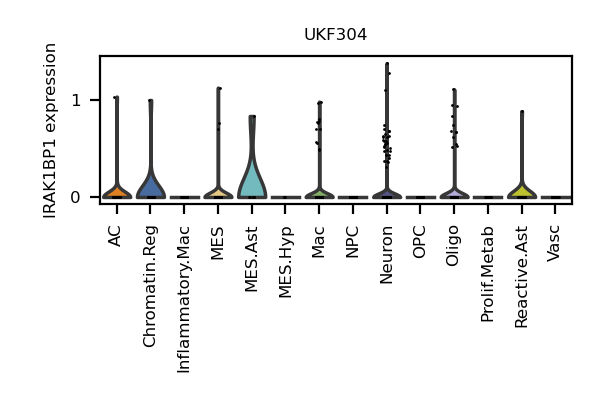 UKF304
IRAK1BP1 expression
1
0
AC
Chromatin.Reg
Inflammatory.Mac
MES
MES.Ast
MES.Hyp
Mac
NPC
Neuron
OPC
Oligo
Prolif.Metab
Reactive.Ast
Vasc